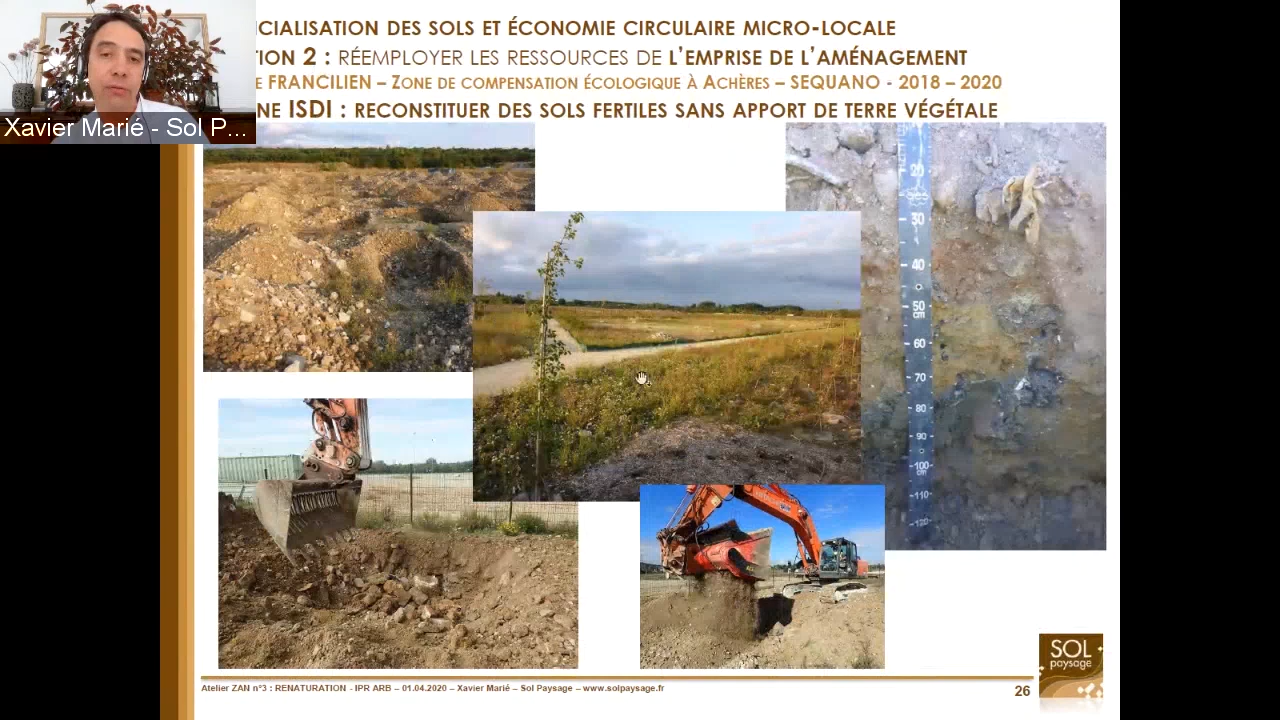 CIALISATION DES SOLS ET ÉCONOMIE CIRCULAIRE MICRO-LOCALE
TION 2 : RÉEMPLOYER LES RESSOURCES DE L'EMPRISE DE L'AMÉNAGEMENT
E FRANCILIEN – ZONE DE COMPENSATION ÉCOLOGIQUE À ACHÈRES – SEQUANO - 2018 – 2020
NE ISDI : RECONSTITUER DES SOLS FERTILES SANS APPORT DE TERRE VÉGÉTALE
Xavier Marié - Sol P...
20
30
40
50
cm
60
70
80
90
100
cm
110
120
SOL
paysage
Atelier ZAN n°3 : RENATURATION - IPR ARB – 01.04.2020 – Xavier Marié – Sol Paysage – www.solpaysage.fr
26